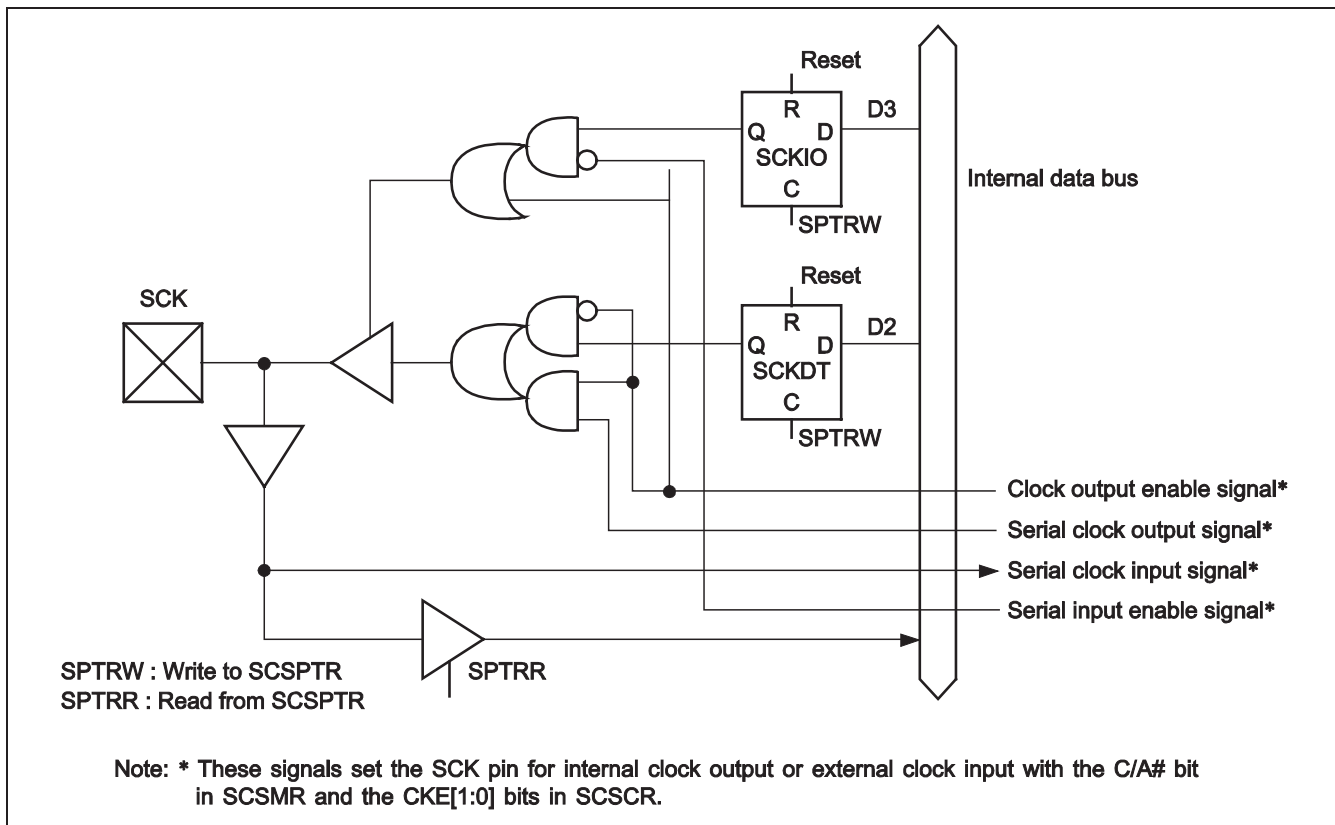 Reset
R
D3
Q
D
SCKIO
C
Internal data bus
SPTRW
Reset
SCK
R
D2
Q
D
SCKDT
C
SPTRW
Clock output enable signal*
Serial clock output signal*
Serial clock input signal*
Serial input enable signal*
SPTRW : Write to SCSPTR
SPTRR
SPTRR : Read from SCSPTR
Note: * These signals set the SCK pin for internal clock output or external clock input with the C/A# bit
in SCSMR and the CKE[1:0] bits in SCSCR.